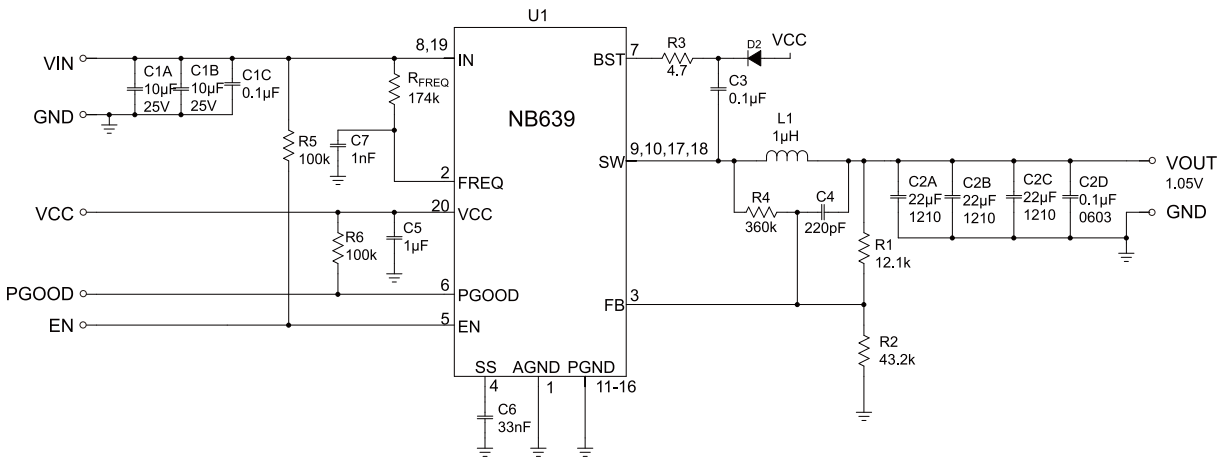 U1
NB639
VIN
GND
C1A
10μF
25V
C1B
10μF
25V
C1C
0.1μF
R5
100k
RFREQ
174k
C7
1nF
8,19
IN
2
FREQ
VCC
20
VCC
R6
100k
C5
1μF
PGOOD
6
PGOOD
EN
5
EN
SS
4
AGND
1
PGND
11-16
C6
33nF
BST
7
R3
4.7
D2
VCC
C3
0.1μF
SW
9,10,17,18
L1
1μH
R4
360k
C4
220pF
R1
12.1k
C2A
22μF
1210
C2B
22μF
1210
C2C
22μF
1210
C2D
0.1μF
0603
VOUT
1.05V
GND
FB
3
R2
43.2k